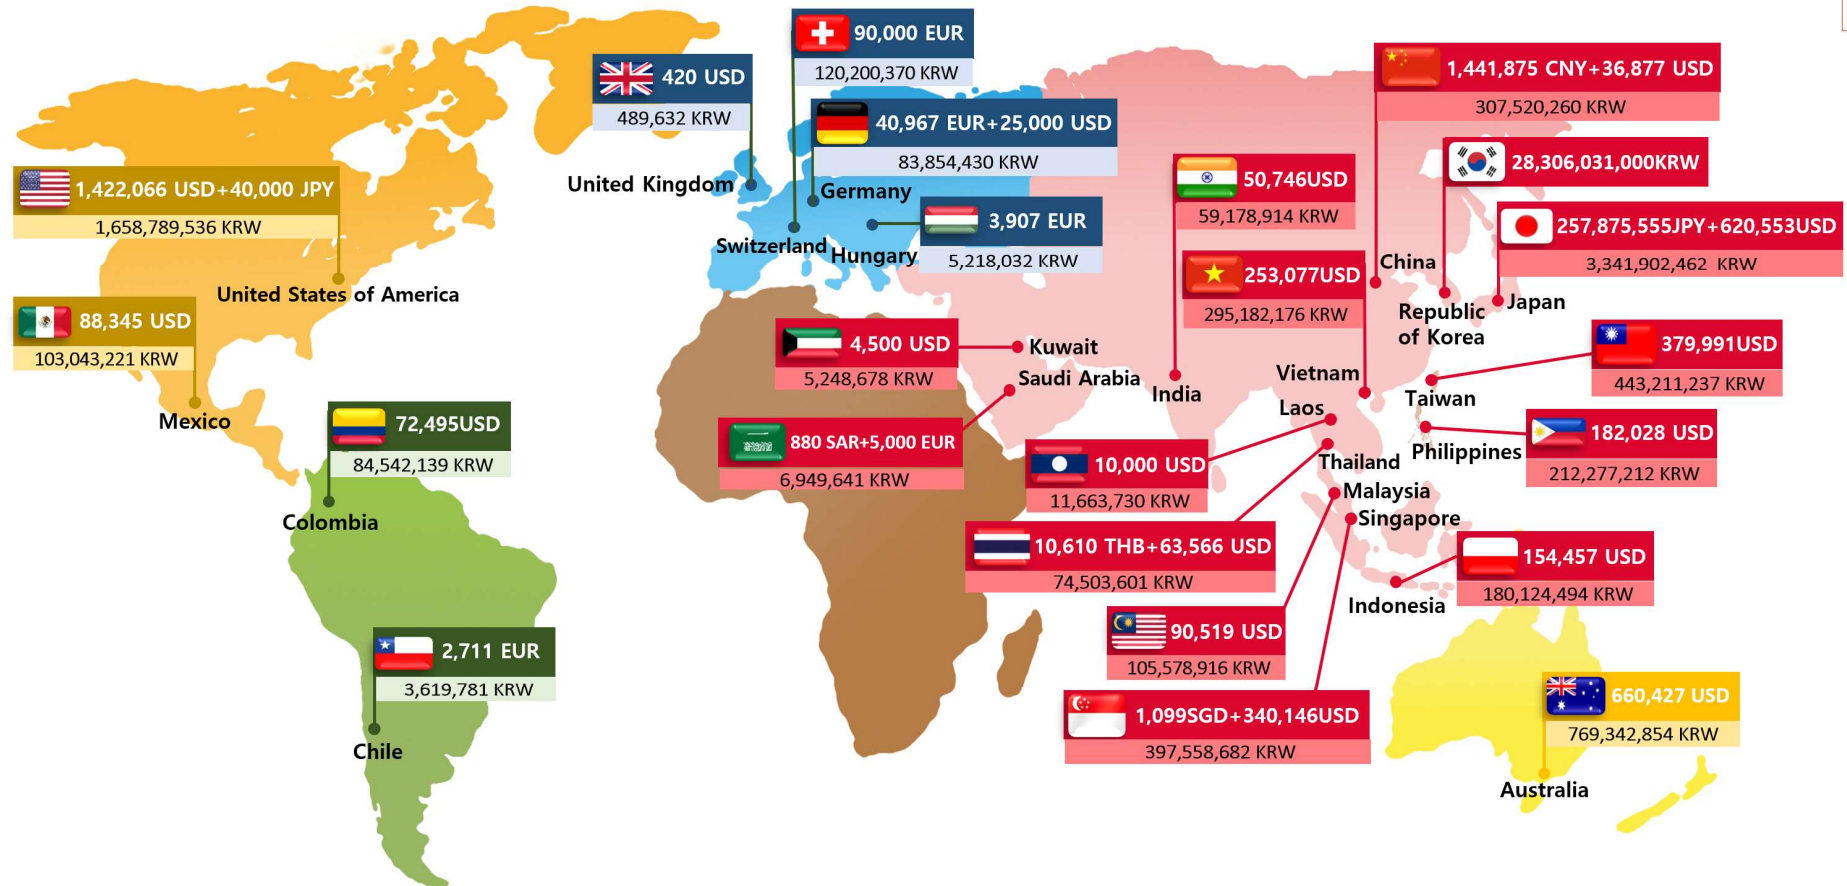 90,000 EUR
120,200,370 KRW
420 USD
489,632 KRW
40,967 EUR+25,000 USD
83,854,430 KRW
United Kingdom
Germany
Switzerland
Hungary
3,907 EUR
5,218,032 KRW
1,422,066 USD+40,000 JPY
1,658,789,536 KRW
United States of America
88,345 USD
103,043,221 KRW
Mexico
72,495USD
84,542,139 KRW
Colombia
2,711 EUR
3,619,781 KRW
Chile
1,441,875 CNY+36,877 USD
307,520,260 KRW
China
28,306,031,000KRW
Republic
of Korea
257,875,555JPY+620,553USD
3,341,902,462 KRW
Japan
50,746USD
59,178,914 KRW
India
253,077USD
295,182,176 KRW
Vietnam
4,500 USD
5,248,678 KRW
Kuwait
880 SAR+5,000 EUR
6,949,641 KRW
Saudi Arabia
379,991USD
443,211,237 KRW
Taiwan
182,028 USD
212,277,212 KRW
Philippines
10,000 USD
11,663,730 KRW
Laos
10,610 THB+63,566 USD
74,503,601 KRW
Thailand
90,519 USD
105,578,916 KRW
Malaysia
1,099SGD+340,146USD
397,558,682 KRW
Singapore
154,457 USD
180,124,494 KRW
Indonesia
660,427 USD
769,342,854 KRW
Australia